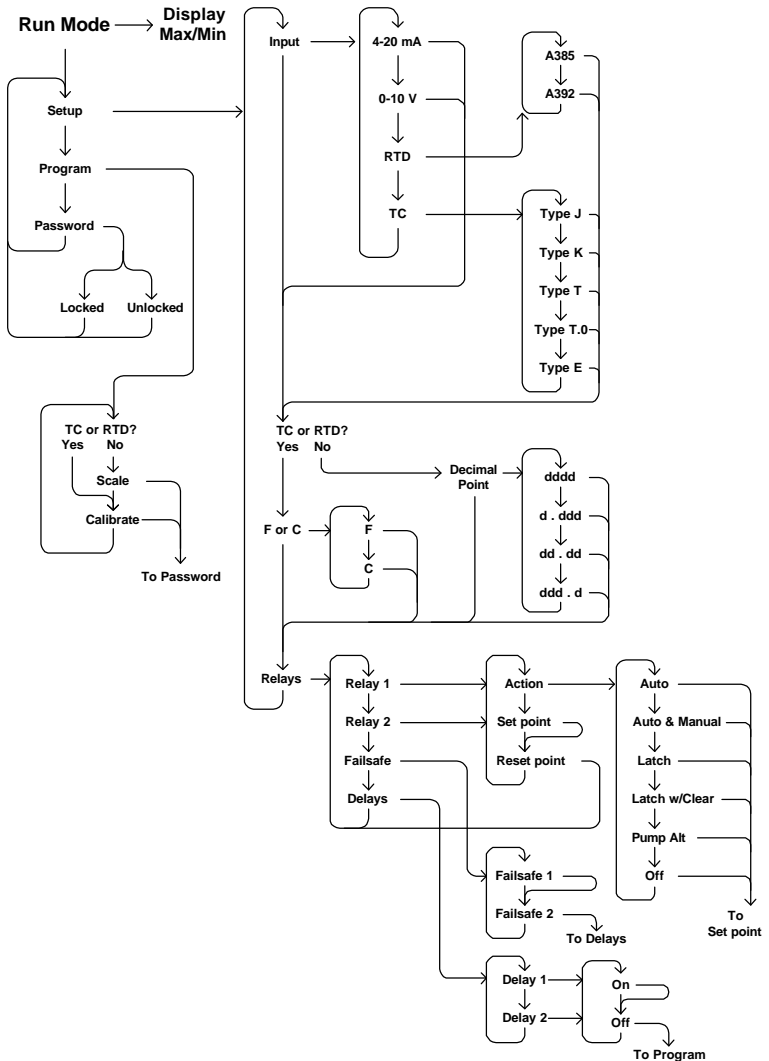 Run Mode
Display
Max/Min
Setup
Program
Password
Locked
Unlocked
TC or RTD?
Yes No
Scale
Calibrate
To Password
Input
4-20 mA
0-10 V
RTD
TC
A385
A392
Type J
Type K
Type T
Type T.0
Type E
TC or RTD?
Yes No
Decimal
Point
dddd
d . ddd
dd . dd
ddd . d
F or C
F
C
Relays
Relay 1
Relay 2
Failsafe
Delays
Action
Set point
Reset point
Auto
Auto & Manual
Latch
Latch w/Clear
Pump Alt
Off
To
Set point
Failsafe 1
Failsafe 2
To Delays
Delay 1
Delay 2
On
Off
To Program